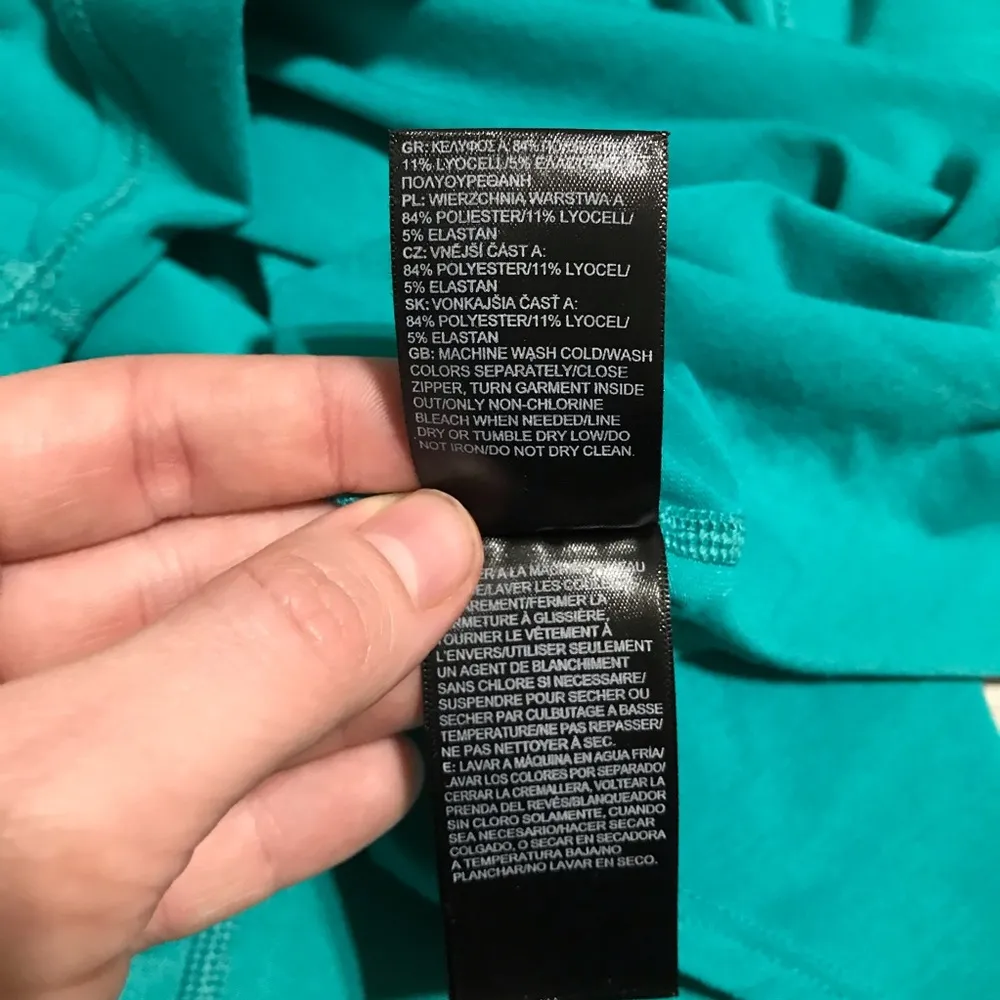 GR: ΚΕΛΥΦΟΣ Α: 84%
11% LYOCELL/5%
ΠΟΛΥΟΥΡΕΘΑΝΗ
PL: WIERZCHNIA WARSTWA A:
84% POLIESTER/11% LYOCELL/
5% ELASTAN
CZ: VNĚJŠÍ ČÁST A:
84% POLYESTER/11% LYOCEL/
5% ELASTAN
SK: VONKAJŠIA ČASŤ A:
84% POLYESTER/11% LYOCEL/
5% ELASTAN
GB: MACHINE WASH COLD/WASH
COLORS SEPARATELY/CLOSE
ZIPPER, TURN GARMENT INSIDE
OUT/ONLY NON-CHLORINE
BLEACH WHEN NEEDED/LINE
DRY OR TUMBLE DRY LOW/DO
NOT IRON/DO NOT DRY CLEAN.
À LA
LAVER LES
FERMER LA
À GLISSIÈRE,
TOURNER LE VÊTEMENT À
L'ENVERS/UTILISER SEULEMENT
UN AGENT DE BLANCHIMENT
SANS CHLORE SI NECESSAIRE/
SUSPENDRE POUR SECHER OU
SECHER PAR CULBUTAGE A BASSE
TEMPERATURE/NE PAS REPASSER/
NE PAS NETTOYER À SEC.
E: LAVAR A MÁQUINA EN AGUA FRÍA/
LAVAR LOS COLORES POR SEPARADO/
CERRAR LA CREMALLERA, VOLTEAR LA
PRENDA DEL REVÉS/BLANQUEADOR
SIN CLORO SOLAMENTE, CUANDO
SEA NECESARIO/HACER SECAR
COLGADO, O SECAR EN SECADORA
A TEMPERATURA BAJA/NO
PLANCHAR/NO LAVAR EN SECO.